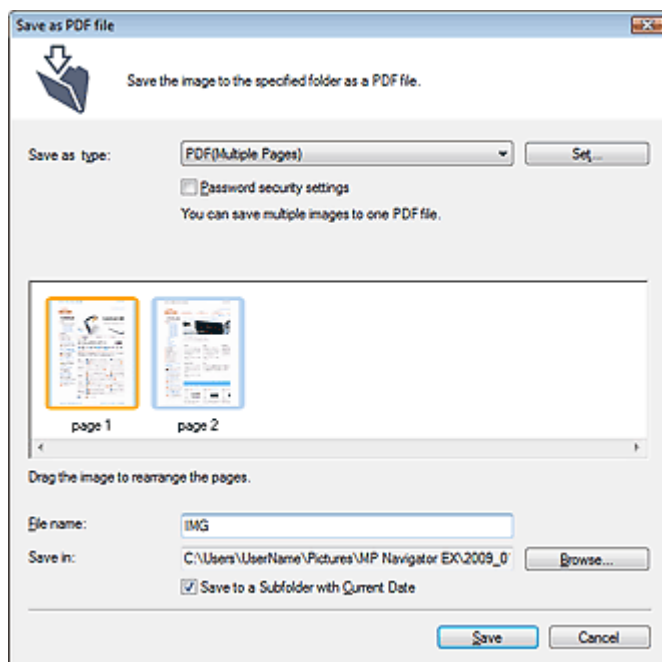 Save as PDF file
Save the image to the specified folder as a PDF file.
Save as type: PDF(Multiple Pages) Set...
Password security settings
You can save multiple images to one PDF file.
page 1 page 2
Drag the image to rearrange the pages.
File name: IMG
Save in: C:\Users\UserName\Pictures\MP Navigator EX\2009_0 Browse...
Save to a Subfolder with Current Date
Save Cancel